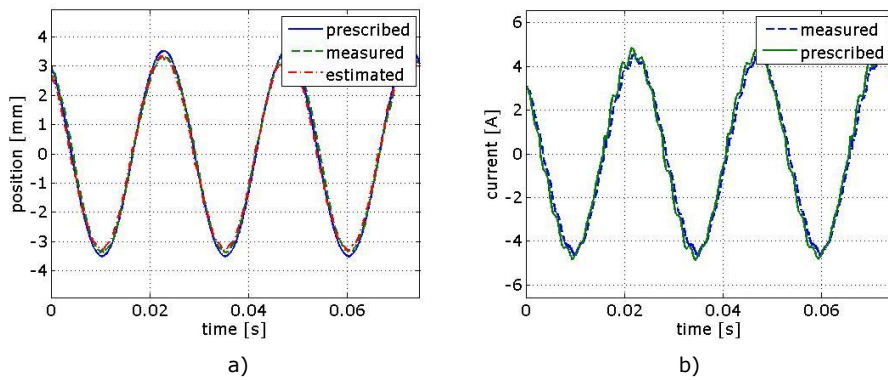 prescribed
measured
estimated
position [mm]
4
3
2
1
0
-1
-2
-3
-4
0
0.02
0.04
0.06
time [s]
a)
measured
prescribed
current [A]
6
4
2
0
-2
-4
-6
0
0.02
0.04
0.06
time [s]
b)